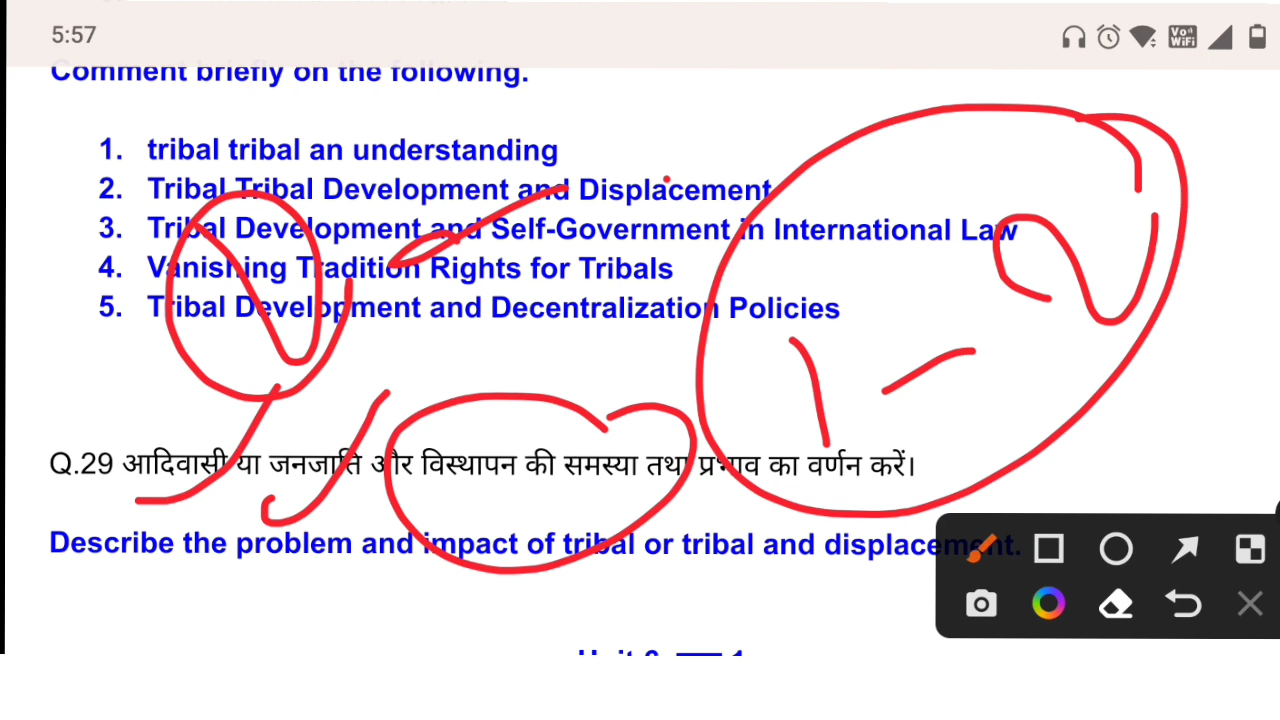 5:57
Vo)) WiFi
Comment briefly on the following.
1. tribal tribal an understanding
2. Tribal Tribal Development and Displacement
3. Tribal Development and Self-Government in International Law
4. Vanishing Tradition Rights for Tribals
5. Tribal Development and Decentralization Policies
Q.29 आदिवासी या जनजाति और विस्थापन की समस्या तथा प्रभाव का वर्णन करें।
Describe the problem and impact of tribal or tribal and displacement.